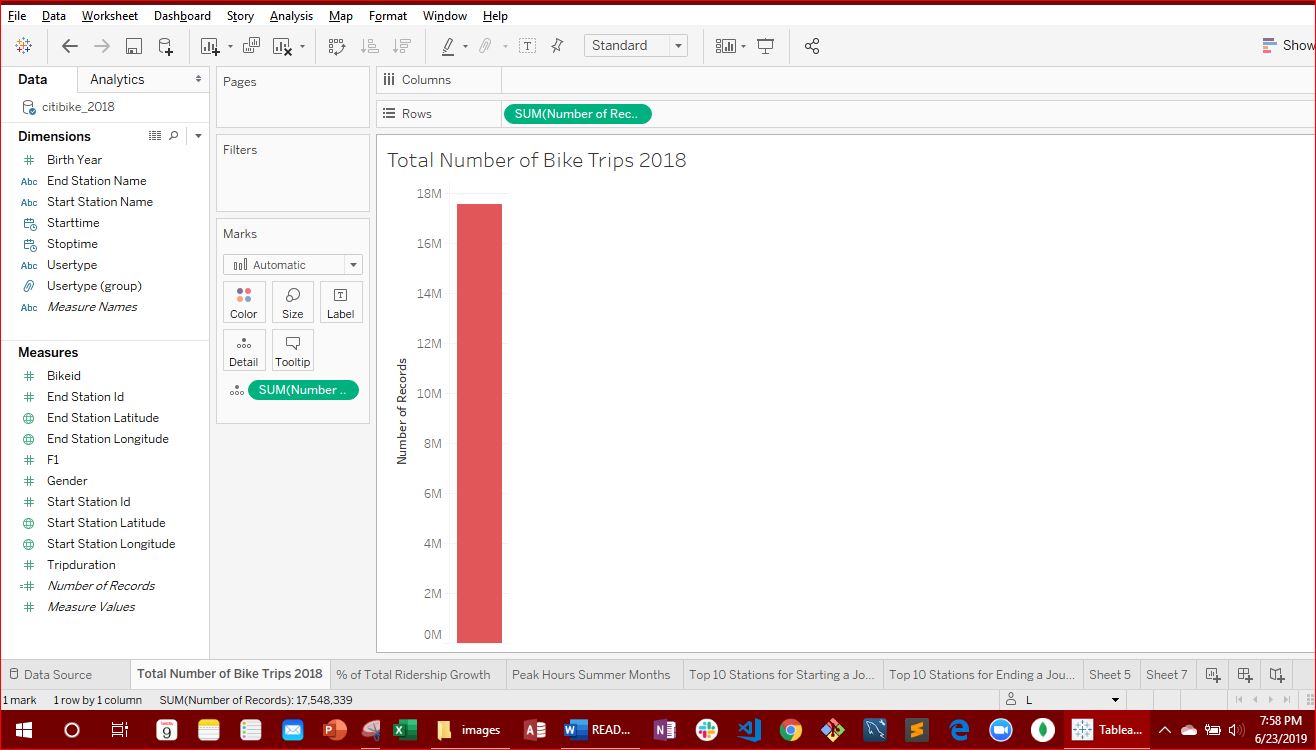 File Data Worksheet Dashboard Story Analysis Map Format Window Help
Standard
Show
Data Analytics
citibike_2018
Dimensions
Birth Year
Abc End Station Name
Abc Start Station Name
Starttime
Stoptime
Abc Usertype
Usertype (group)
Abc Measure Names
Measures
Bikeid
End Station Id
End Station Latitude
End Station Longitude
F1
Gender
Start Station Id
Start Station Latitude
Start Station Longitude
Tripduration
Number of Records
Measure Values
Pages
Filters
Marks
Automatic
Color Size Label
Detail Tooltip
SUM(Number ..
Columns
Rows SUM(Number of Rec..
Total Number of Bike Trips 2018
18M
16M
14M
12M
10M
8M
6M
4M
2M
0M
Number of Records
Data Source Total Number of Bike Trips 2018 % of Total Ridership Growth Peak Hours Summer Months Top 10 Stations for Starting a Jo... Top 10 Stations for Ending a Jou... Sheet 5 Sheet 7
1 mark 1 row by 1 column SUM(Number of Records): 17,548,339 L
9 images READ... Tablea... 7:58 PM
6/23/2019